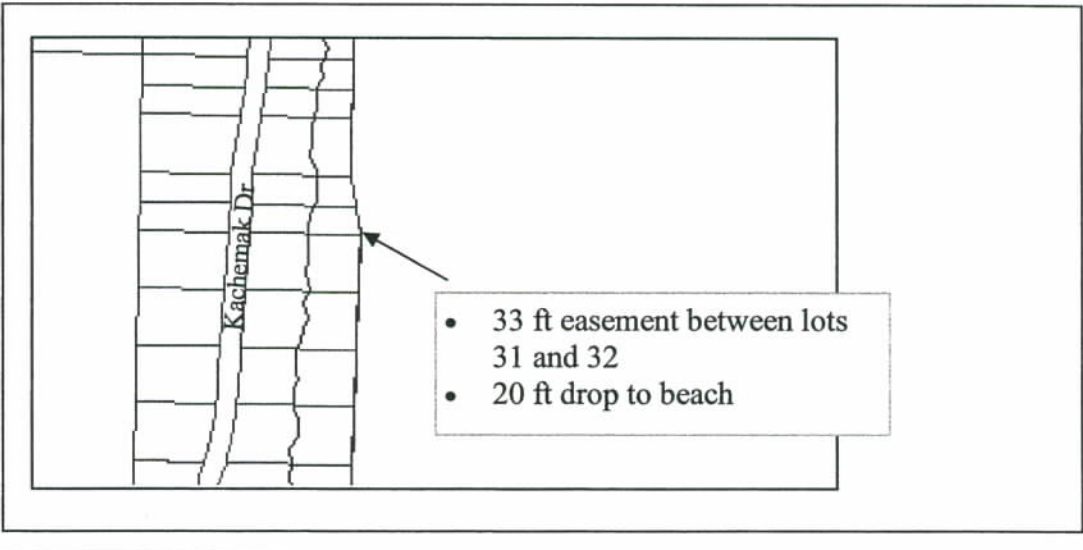 Kachemak Dr
• 33 ft easement between lots
31 and 32
• 20 ft drop to beach